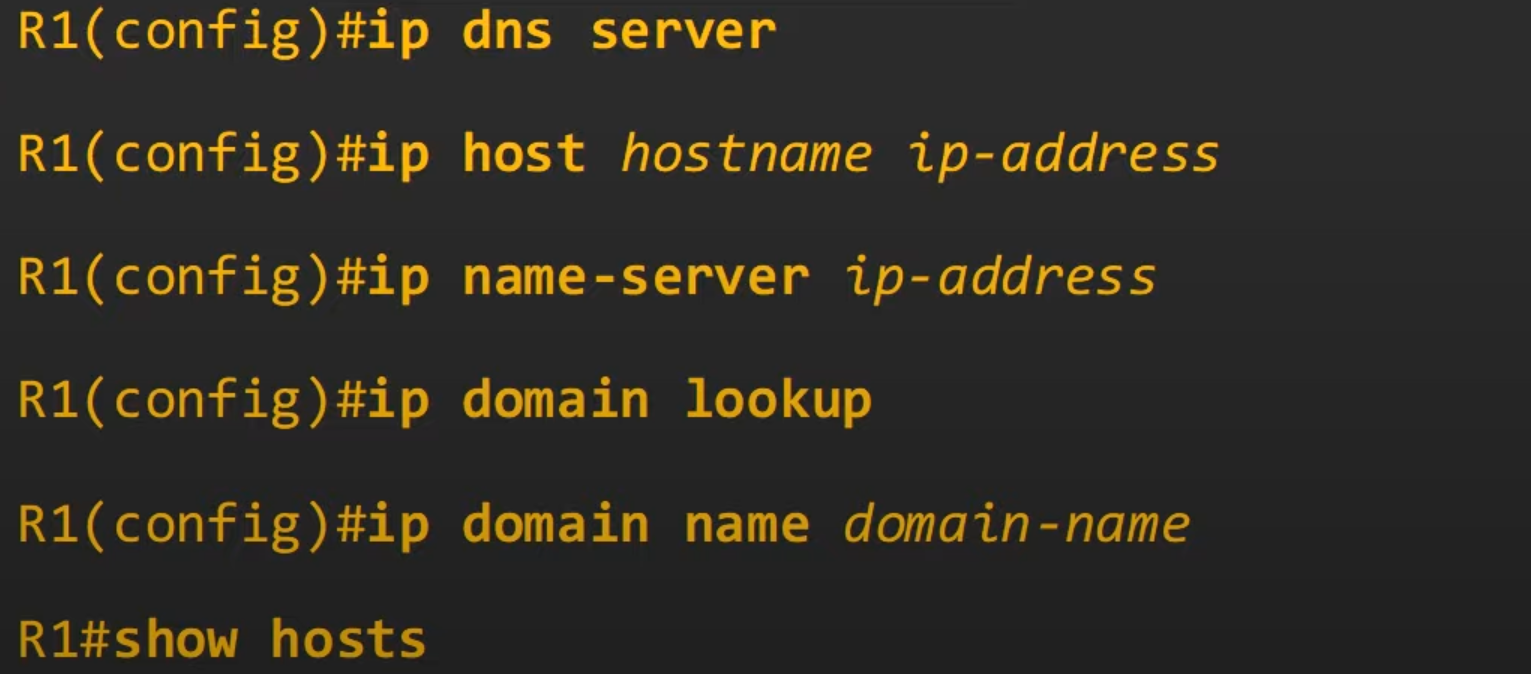 R1(config)#ip dns server
R1(config)#ip host hostname ip-address
R1(config)#ip name-server ip-address
R1(config)#ip domain lookup
R1(config)#ip domain name domain-name
R1#show hosts